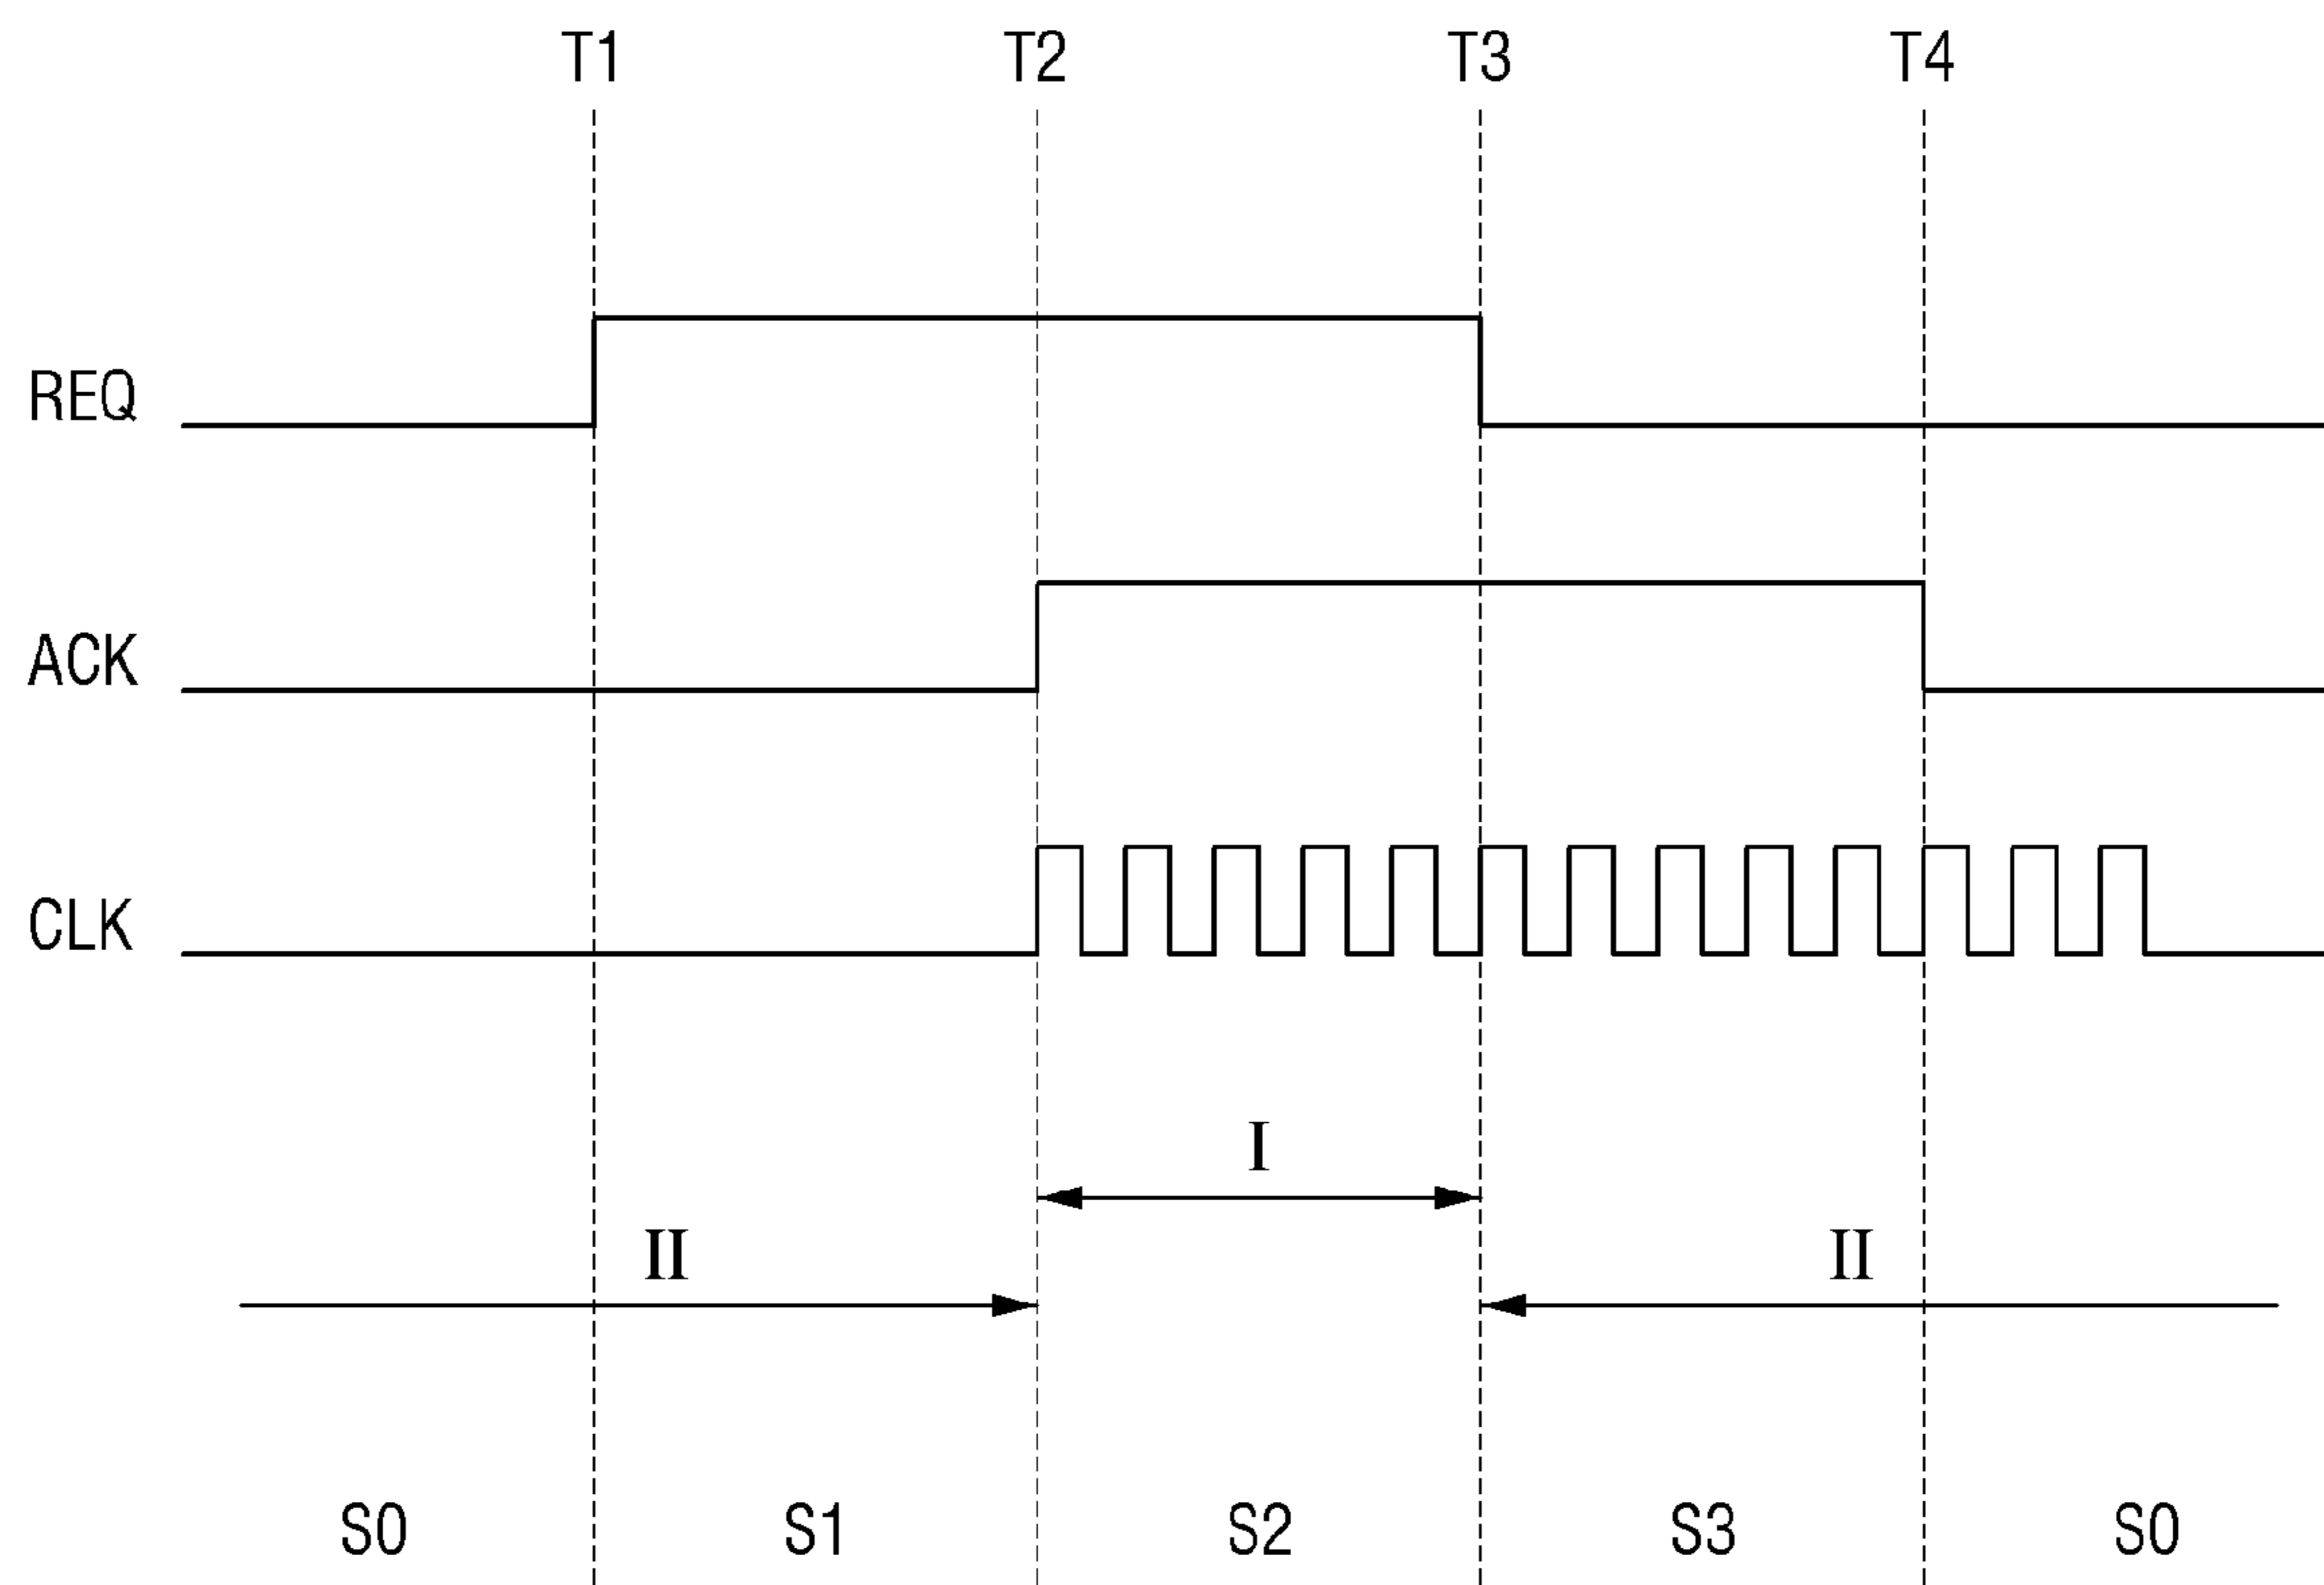 T1 T2 T3 T4
REQ
ACK
CLK
I
II II
S0 S1 S2 S3 S0